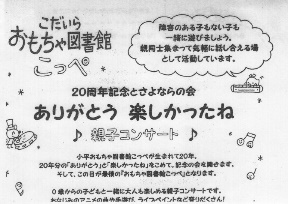 こだいら
おもちゃ図書館
こっぺ
障害のある子もない子も
一緒に遊びましょう。
親同士集まって気軽に話し合える場
として活動しています。
20周年記念とさよならの会
ありがとう 楽しかったね
♪ 親子コンサート ♪
小平おもちゃ図書館こっぺが生まれて20年。
20年分の「ありがとう」と「楽しかったね」をこめて、記念の会を開きます。
そして、この日が最後の「おもちゃ図書館こっぺ」となります。
0歳からの子どもと一緒に大人も楽しめる親子コンサートです。